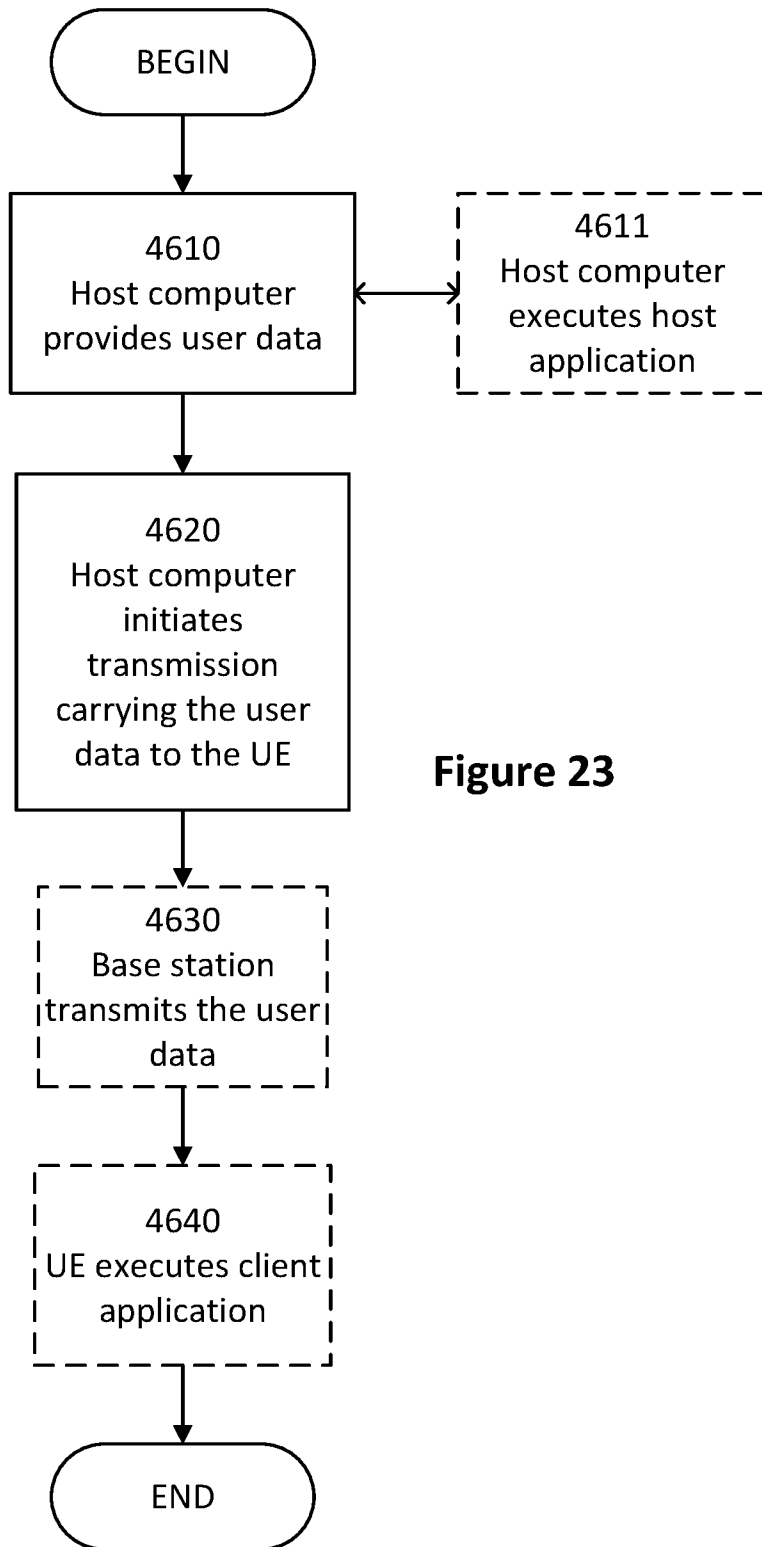 BEGIN
4610
Host computer
provides user data
4611
Host computer
executes host
application
4620
Host computer
initiates
transmission
carrying the user
data to the UE
Figure 23
4630
Base station
transmits the user
data
4640
UE executes client
application
END